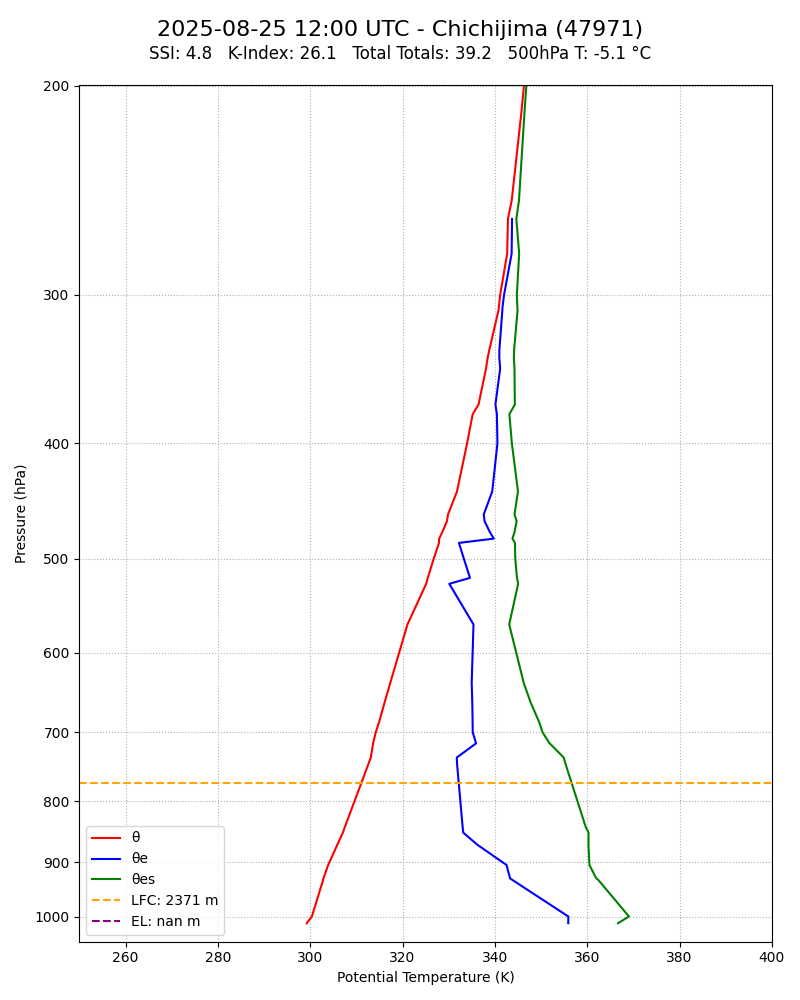 2025-08-25 12:00 UTC - Chichijima (47971)
SSI: 4.8   K-Index: 26.1   Total Totals: 39.2   500hPa T: -5.1 °C
200
300
400
500
600
700
800
900
1000
Pressure (hPa)
θ
θe
θes
LFC: 2371 m
EL: nan m
260
280
300
320
340
360
380
400
Potential Temperature (K)